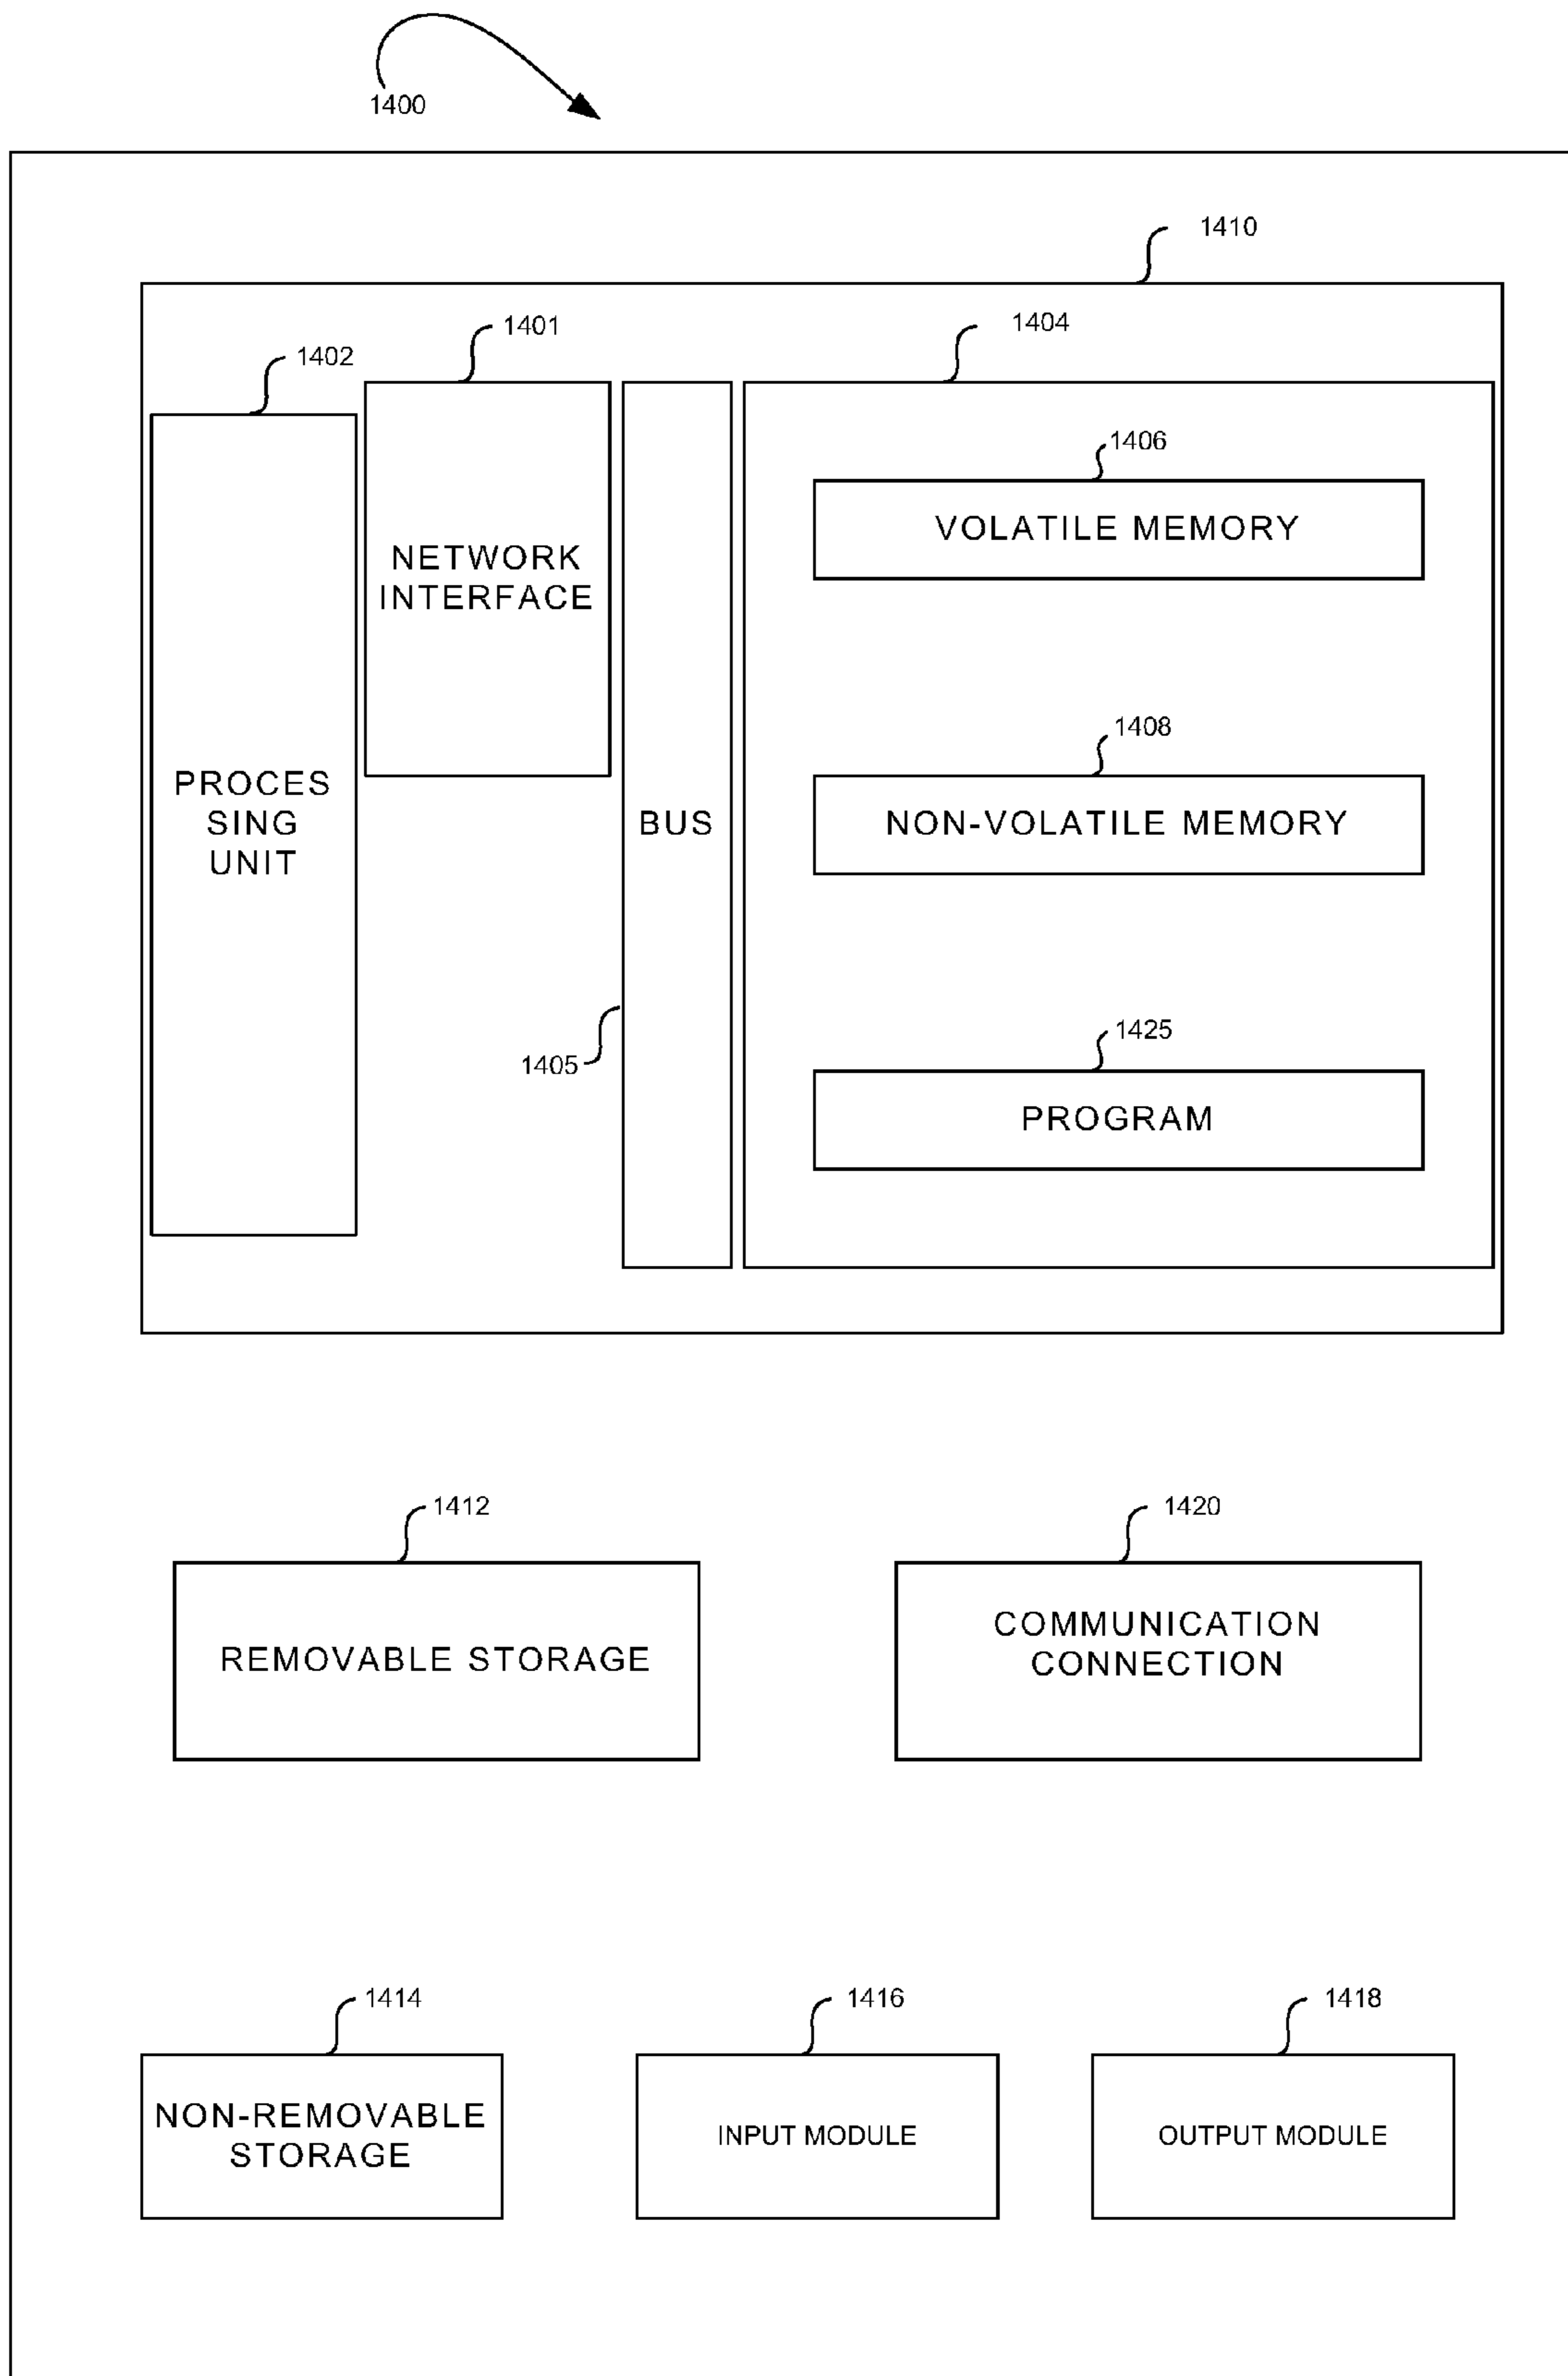 1400
1410
1404
1401
1402
1406
VOLATILE MEMORY
NETWORK
INTERFACE
1408
PROCES
SING
UNIT
BUS
NON-VOLATILE MEMORY
1425
1405
PROGRAM
1412
1420
REMOVABLE STORAGE
COMMUNICATION
CONNECTION
1414
1416
1418
NON-REMOVABLE
STORAGE
INPUT MODULE
OUTPUT MODULE